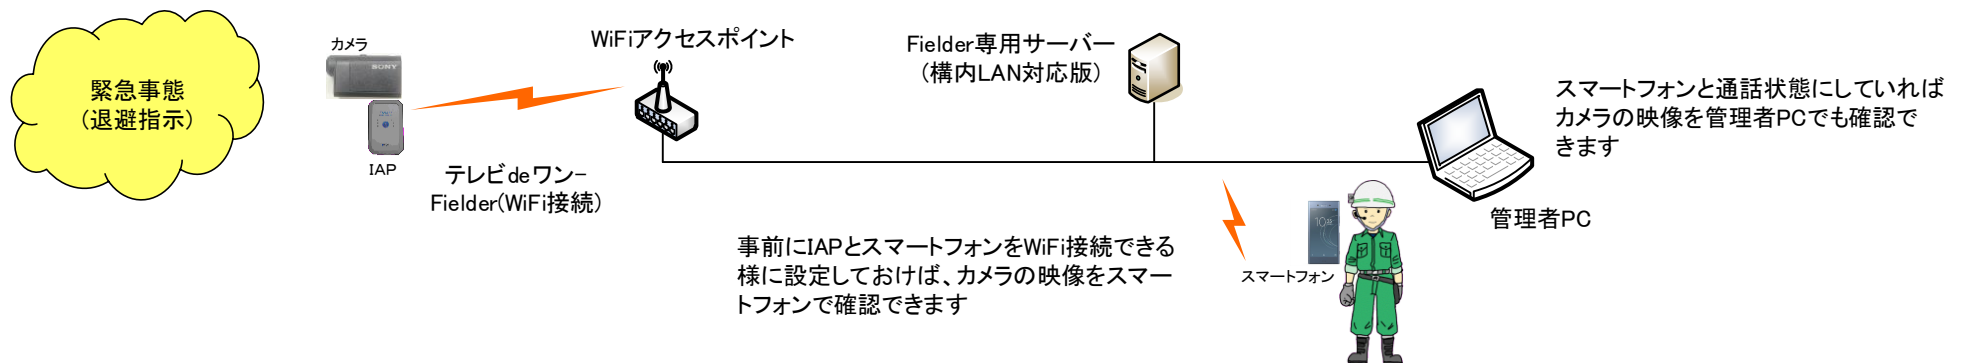 緊急事態
（退避指示）
カメラ
SONY
IAP
テレビdeワン−
Fielder(WiFi接続)
WiFiアクセスポイント
Fielder専用サーバー
（構内LAN対応版）
スマートフォンと通話状態にしていれば
カメラの映像を管理者PCでも確認で
きます
管理者PC
事前にIAPとスマートフォンをWiFi接続できる
様に設定しておけば、カメラの映像をスマー
トフォンで確認できます
スマートフォン